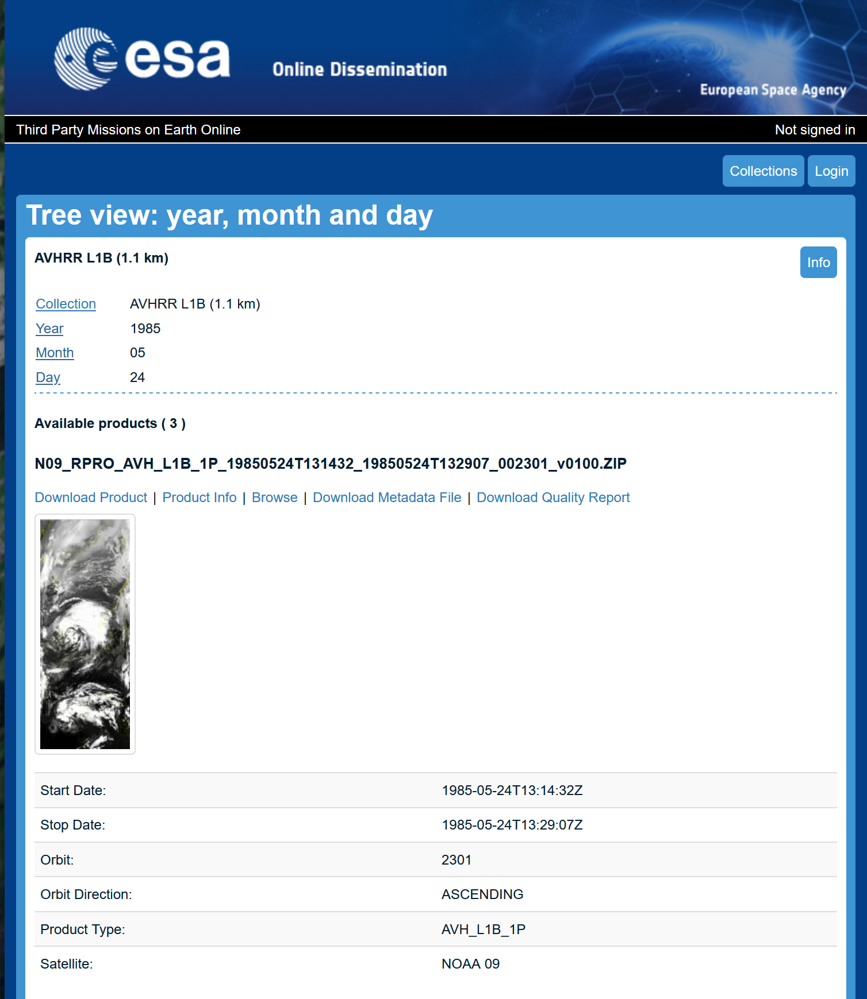 esa
Online Dissemination
European Space Agency
Third Party Missions on Earth Online
Not signed in
Collections
Login
Tree view: year, month and day
AVHRR L1B (1.1 km)
Info
Collection AVHRR L1B (1.1 km)
Year 1985
Month 05
Day 24
Available products ( 3 )
N09_RPRO_AVH_L1B_1P_19850524T131432_19850524T132907_002301_v0100.ZIP
Download Product | Product Info | Browse | Download Metadata File | Download Quality Report
Start Date: 1985-05-24T13:14:32Z
Stop Date: 1985-05-24T13:29:07Z
Orbit: 2301
Orbit Direction: ASCENDING
Product Type: AVH_L1B_1P
Satellite: NOAA 09